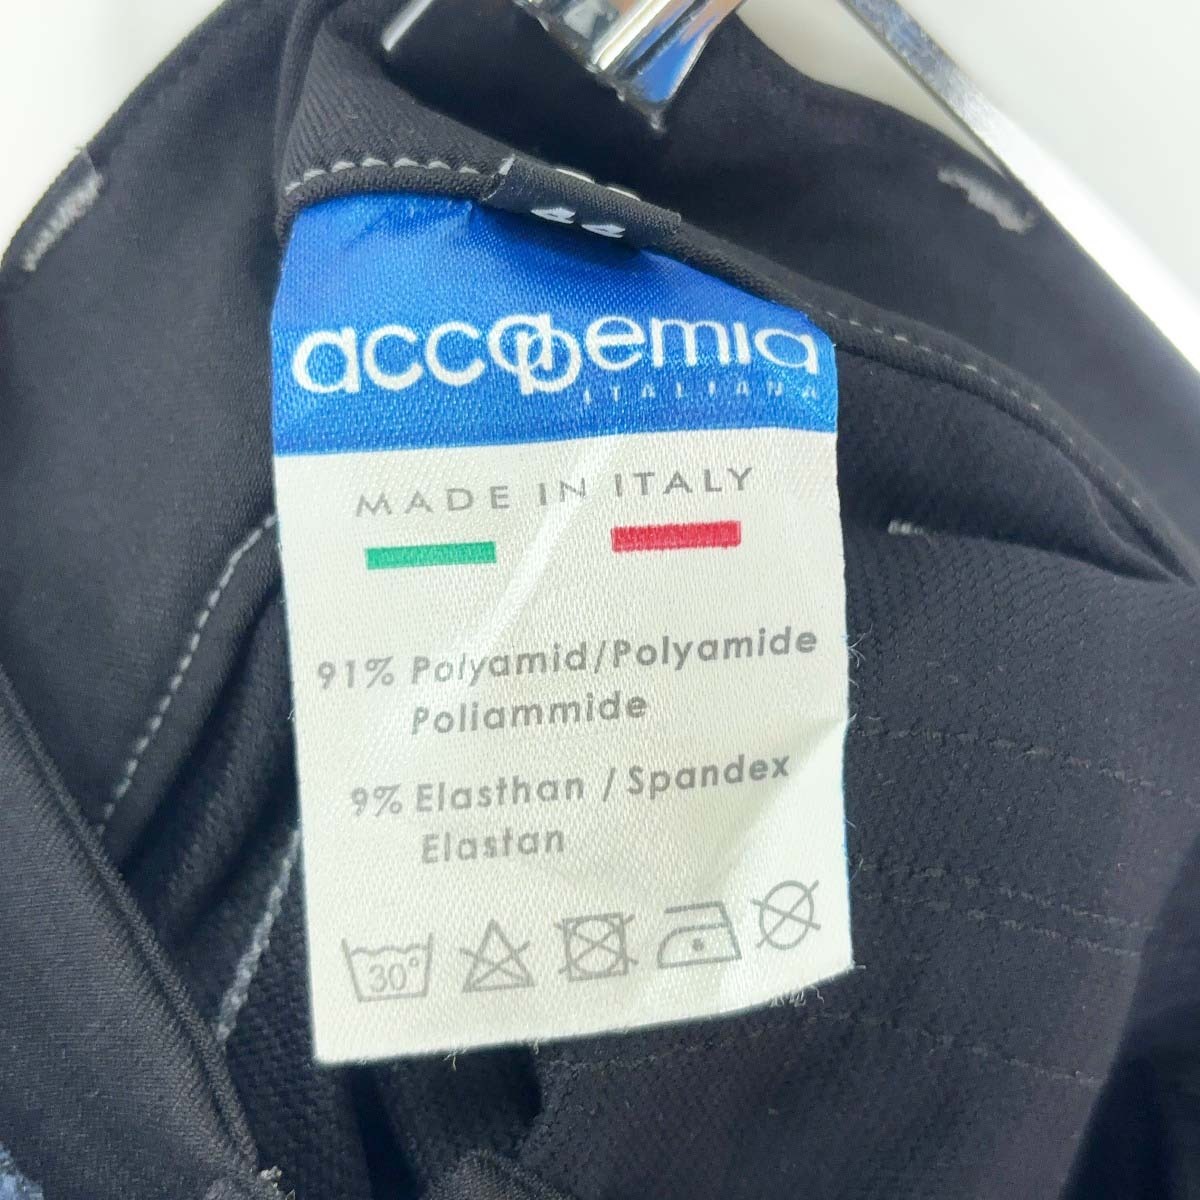 accademia
ITALIANA
MADE IN ITALY
91% Polyamid/Polyamide
Poliammide
9% Elasthan / Spandex
Elastan
30°